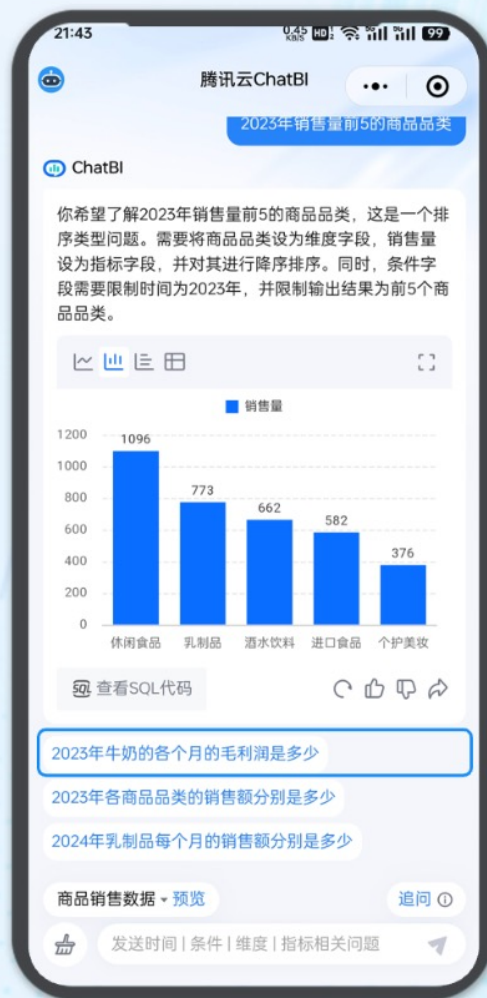 21:43
0.45 KB/S HD 5G 5G 99
腾讯云ChatBI
2023年销售量前5的商品品类
ChatBI
你希望了解2023年销售量前5的商品品类，这是一个排
序类型问题。需要将商品品类设为维度字段，销售量
设为指标字段，并对其进行降序排序。同时，条件字
段需要限制时间为2023年，并限制输出结果为前5个商
品品类。
销售量
1200
1000
800
600
400
200
0
1096
773
662
582
376
休闲食品 乳制品 酒水饮料 进口食品 个护美妆
SQL 查看SQL代码
2023年牛奶的各个月的毛利润是多少
2023年各商品品类的销售额分别是多少
2024年乳制品每个月的销售额分别是多少
商品销售数据 预览 追问
发送时间 | 条件 | 维度 | 指标相关问题